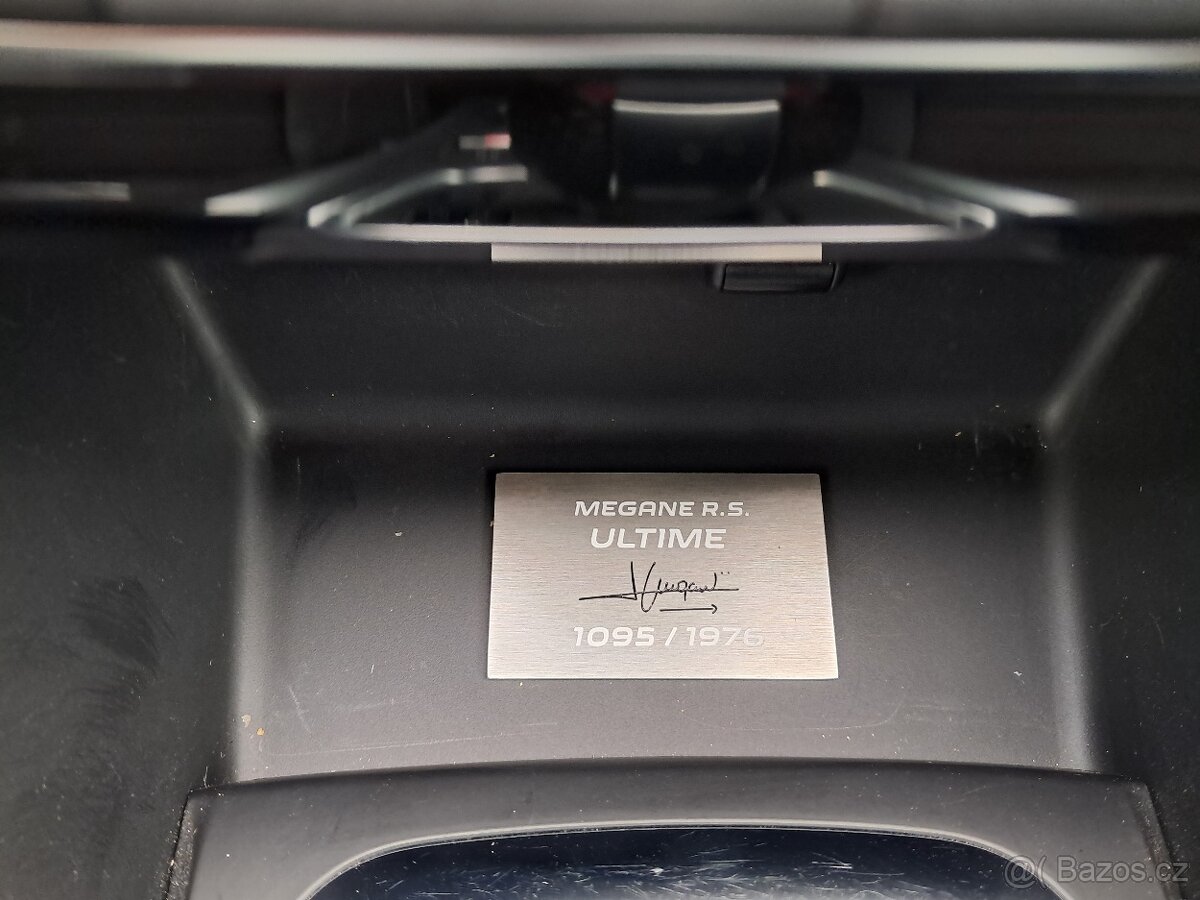 MEGANE R.S.
ULTIME
1095 / 1976
@( Bazos.cz